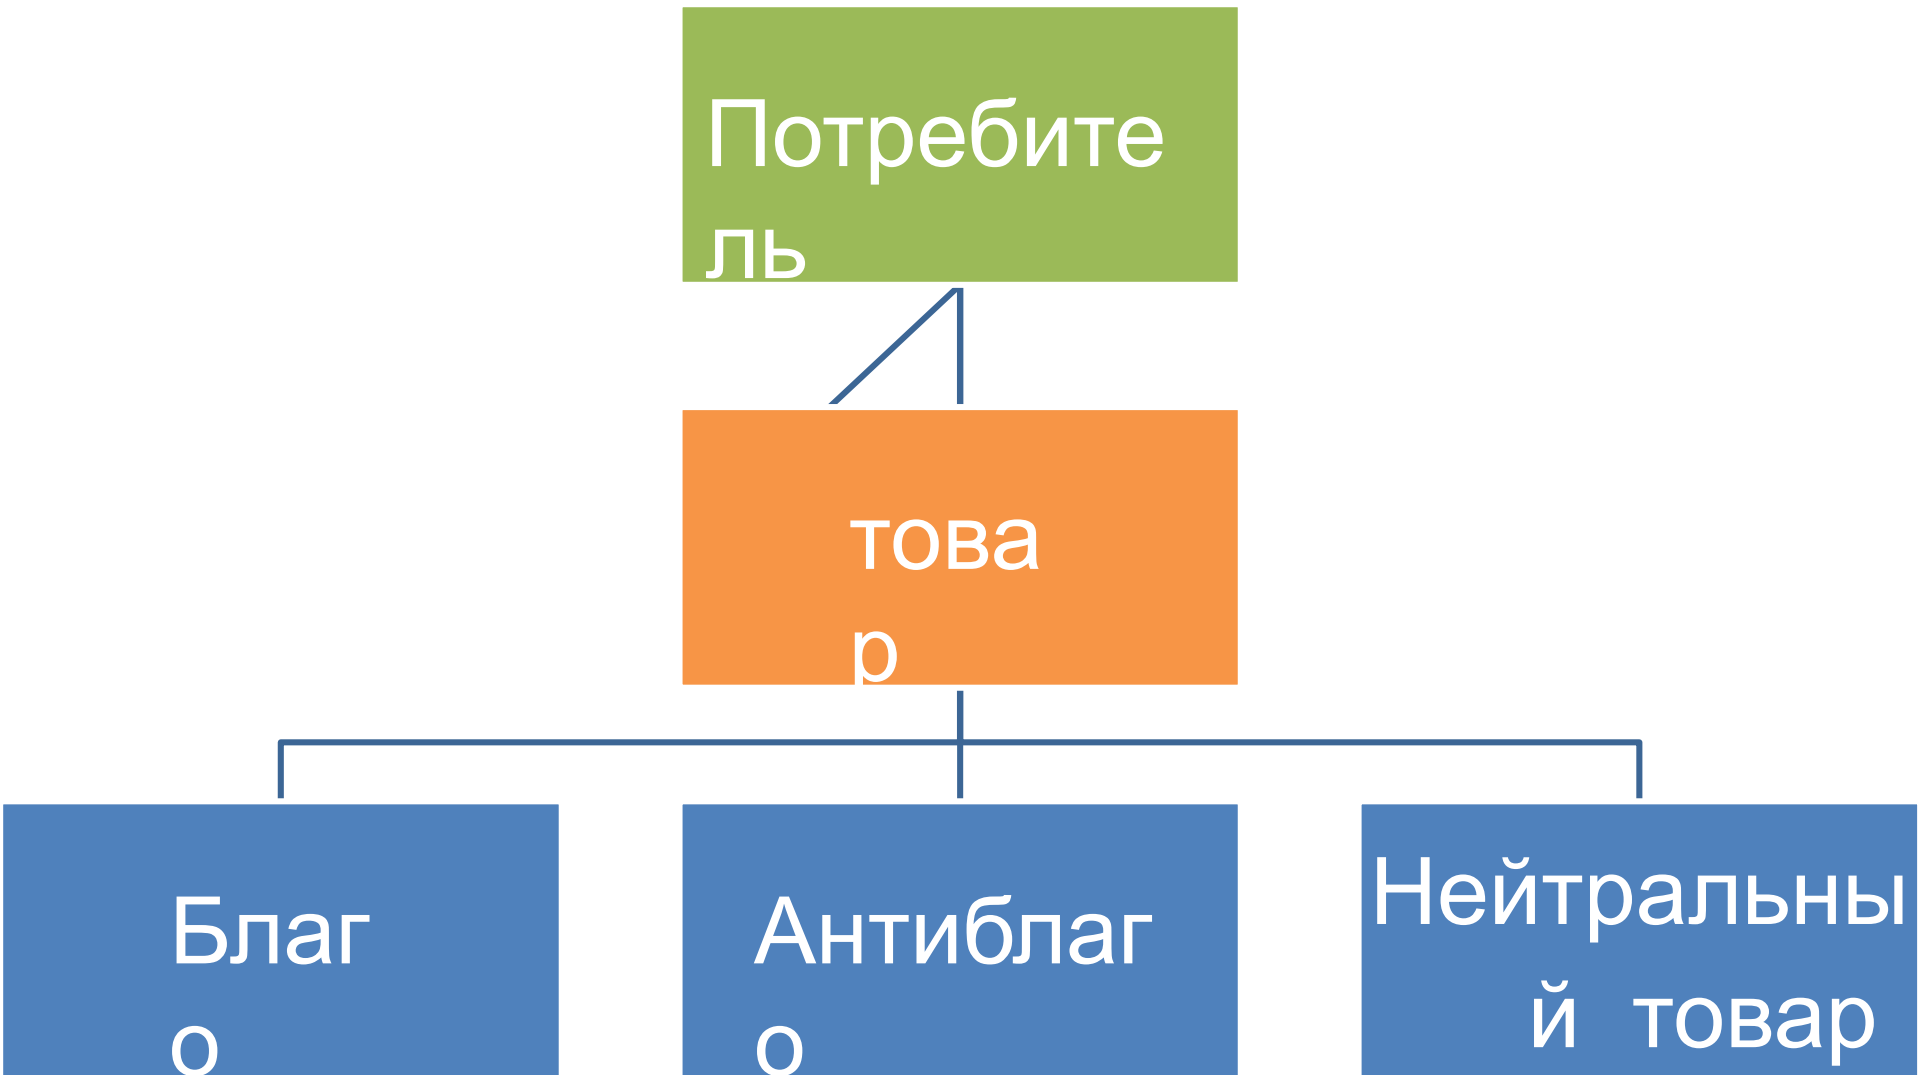 Потребите
ль
това
р
Благ
о
Антиблаг
о
Нейтральны
й товар